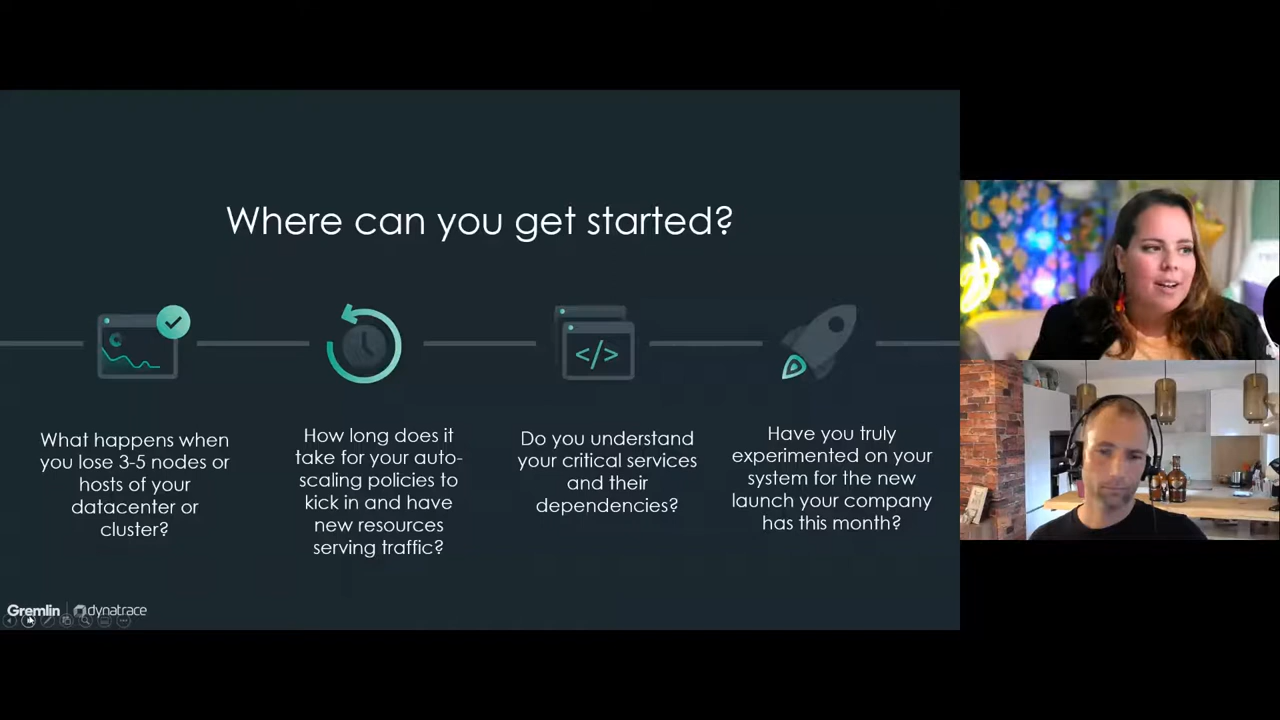 Where can you get started?
What happens when
you lose 3-5 nodes or
hosts of your
datacenter or
cluster?
How long does it
take for your auto-
scaling policies to
kick in and have
new resources
serving traffic?
</>
Do you understand
your critical services
and their
dependencies?
Have you truly
experimented on your
system for the new
launch your company
has this month?
Gremlin | dynatrace